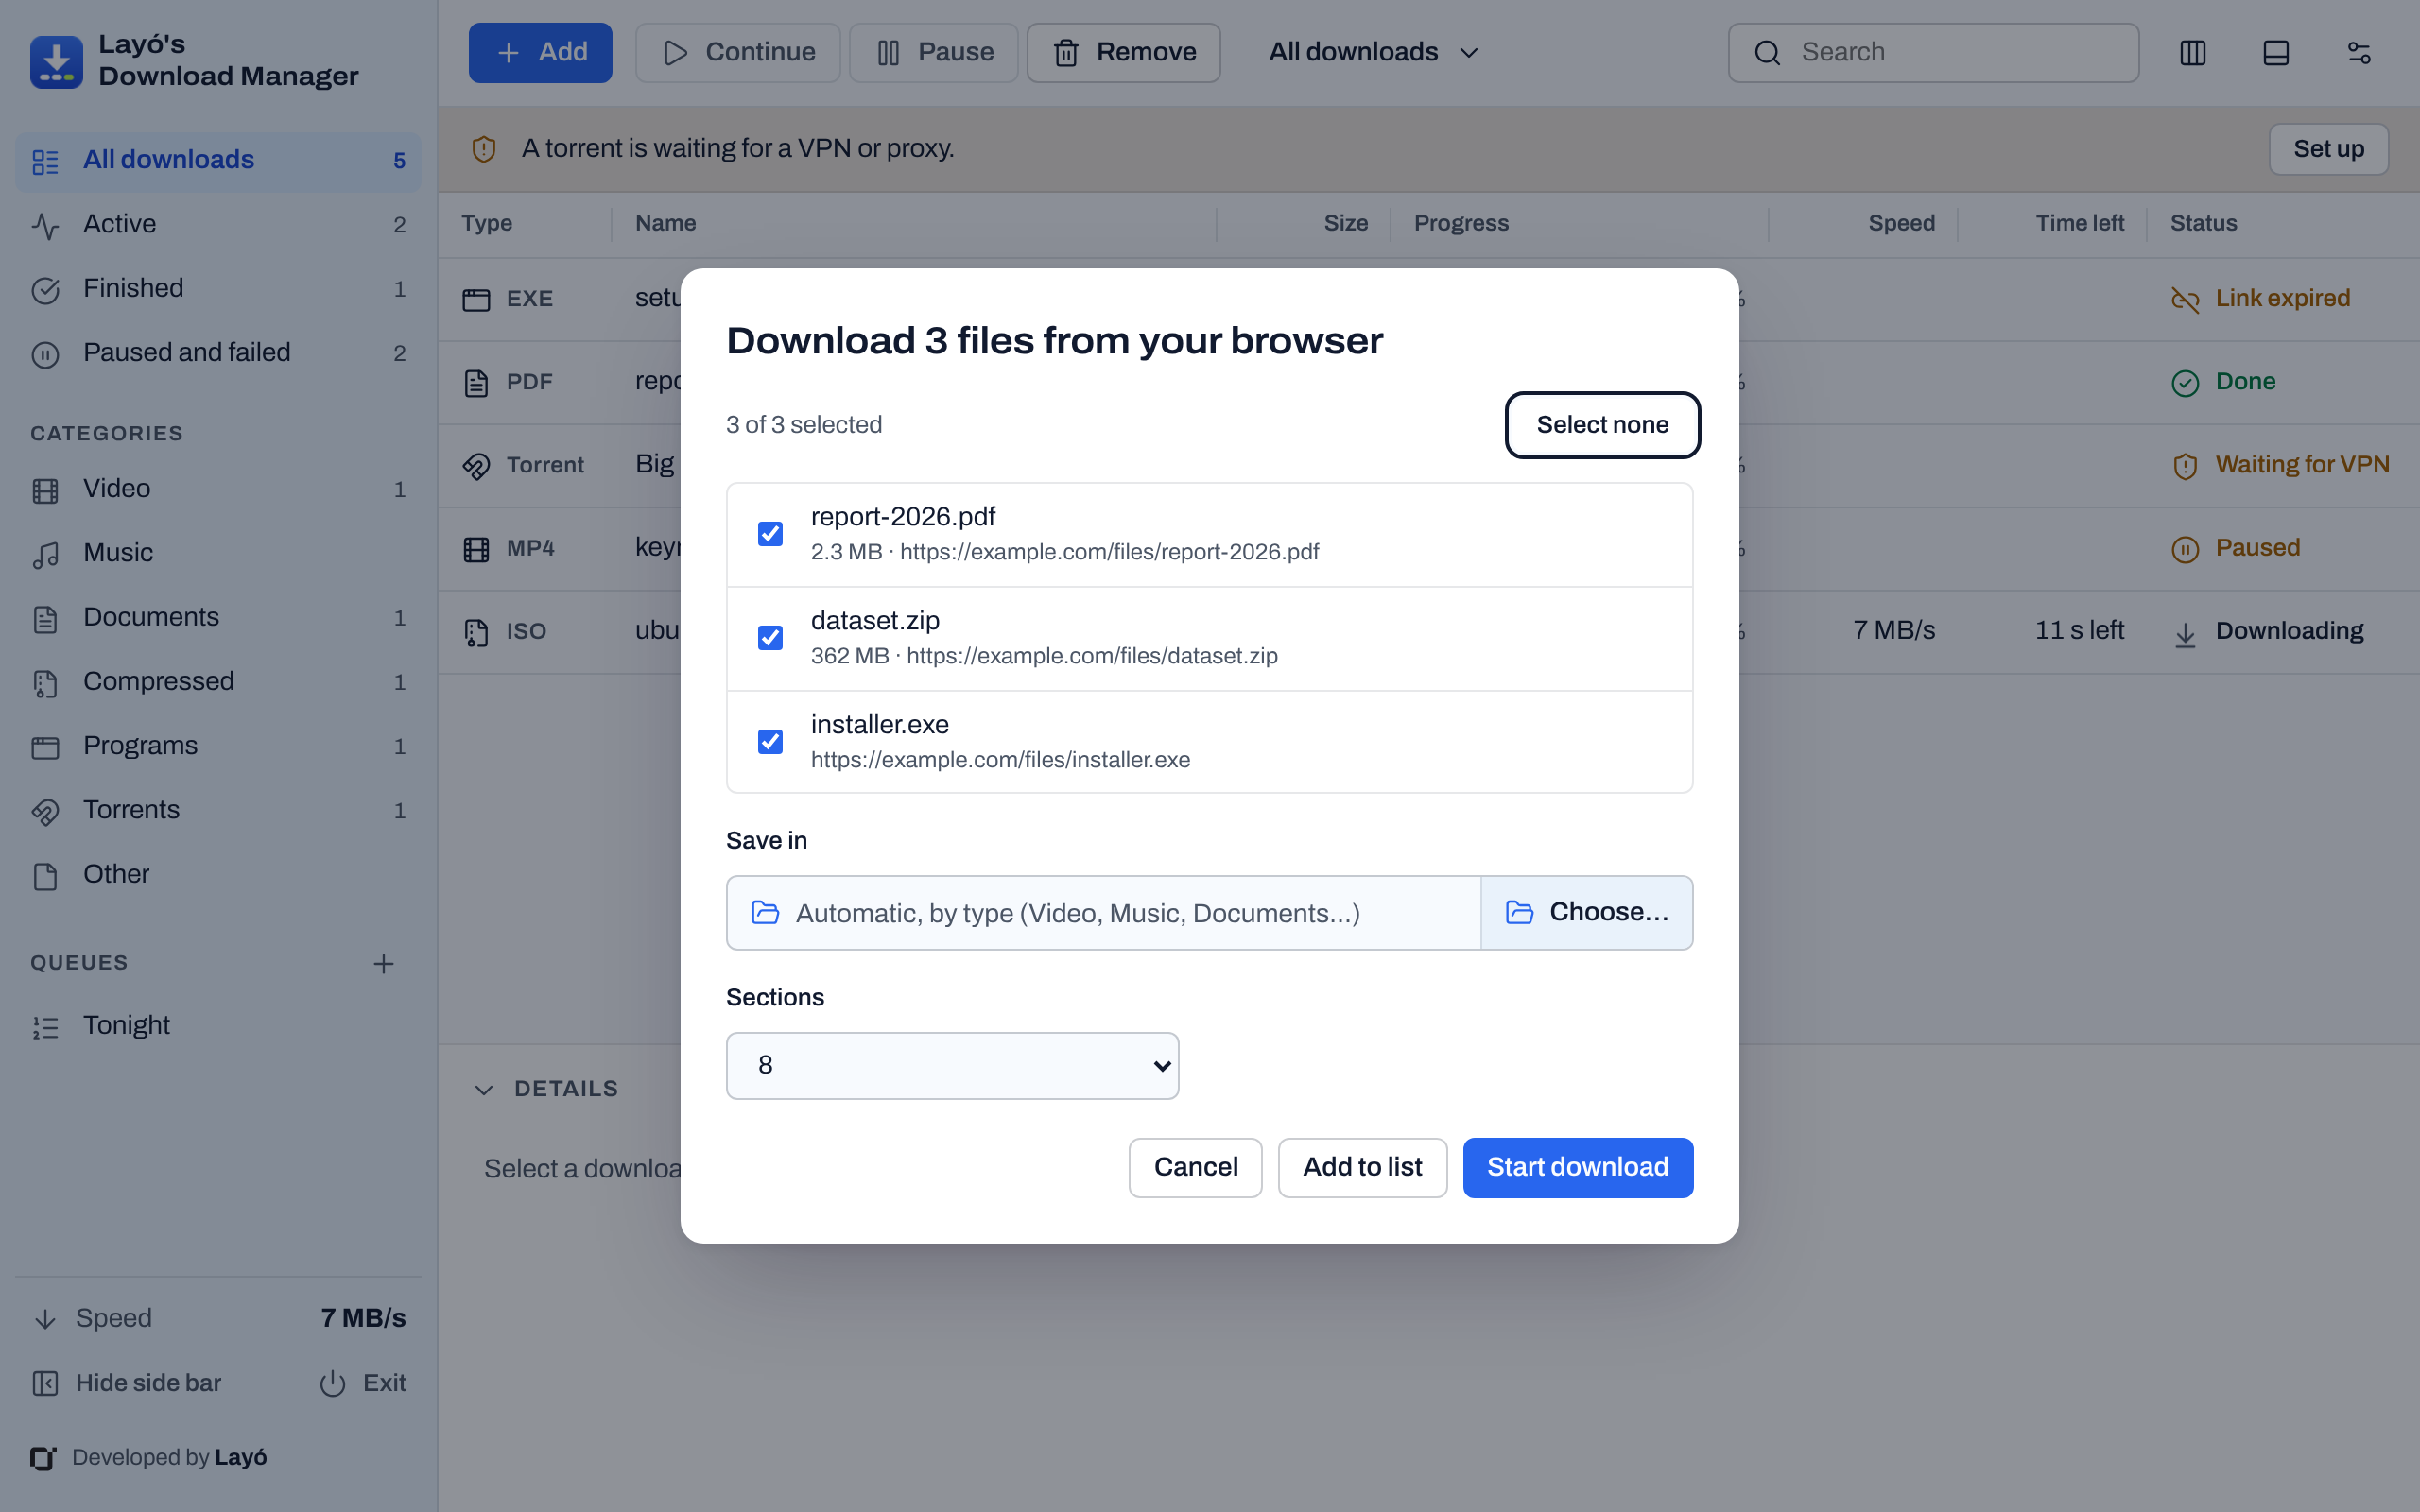 Layó's
Download Manager
Add
Continue
Pause
Remove
All downloads
Search
All downloads 5
Active 2
Finished 1
Paused and failed 2
CATEGORIES
Video 1
Music
Documents 1
Compressed 1
Programs 1
Torrents 1
Other
QUEUES
Tonight
Speed 7 MB/s
Hide side bar Exit
Developed by Layó
A torrent is waiting for a VPN or proxy.
Set up
Type Name Size Progress Speed Time left Status
EXE Link expired
PDF Done
Torrent Big Waiting for VPN
MP4 Paused
ISO 7 MB/s 11 s left Downloading
DETAILS
Select a
Download 3 files from your browser
3 of 3 selected
Select none
report-2026.pdf
2.3 MB · https://example.com/files/report-2026.pdf
dataset.zip
362 MB · https://example.com/files/dataset.zip
installer.exe
https://example.com/files/installer.exe
Save in
Automatic, by type (Video, Music, Documents...)
Choose...
Sections
8
Cancel
Add to list
Start download